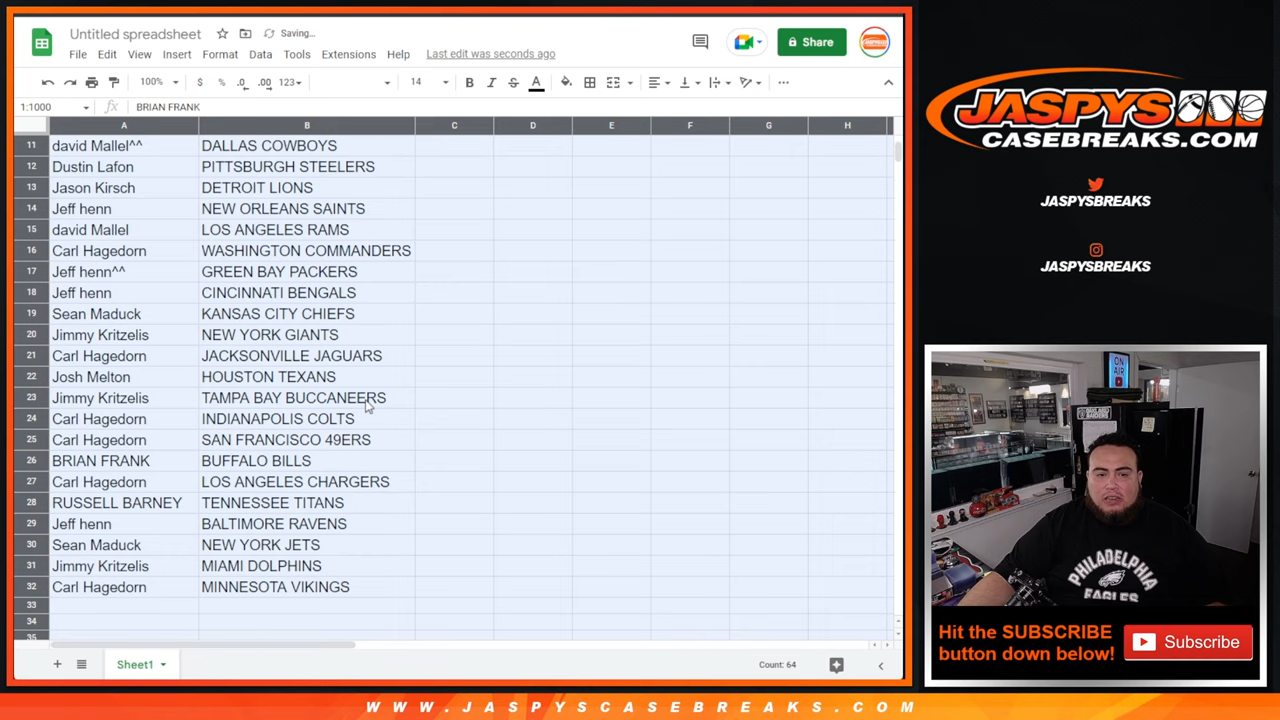 Untitled spreadsheet Saving...
File Edit View Insert Format Data Tools Extensions Help Last edit was seconds ago
Share
JASPYS
CASEBREAKS
100% $ % .0 .00 123 14 B I S A
1:1000 fx BRIAN FRANK
A B C D E F G H
11 david Mallel^^ DALLAS COWBOYS
12 Dustin Lafon PITTSBURGH STEELERS
13 Jason Kirsch DETROIT LIONS
14 Jeff henn NEW ORLEANS SAINTS
15 david Mallel LOS ANGELES RAMS
16 Carl Hagedorn WASHINGTON COMMANDERS
17 Jeff henn^^ GREEN BAY PACKERS
18 Jeff henn CINCINNATI BENGALS
19 Sean Maduck KANSAS CITY CHIEFS
20 Jimmy Kritzelis NEW YORK GIANTS
21 Carl Hagedorn JACKSONVILLE JAGUARS
22 Josh Melton HOUSTON TEXANS
23 Jimmy Kritzelis TAMPA BAY BUCCANEERS
24 Carl Hagedorn INDIANAPOLIS COLTS
25 Carl Hagedorn SAN FRANCISCO 49ERS
26 BRIAN FRANK BUFFALO BILLS
27 Carl Hagedorn LOS ANGELES CHARGERS
28 RUSSELL BARNEY TENNESSEE TITANS
29 Jeff henn BALTIMORE RAVENS
30 Sean Maduck NEW YORK JETS
31 Jimmy Kritzelis MIAMI DOLPHINS
32 Carl Hagedorn MINNESOTA VIKINGS
33
34
35
Sheet1 Count: 64
JASPYS
CASEBREAKS.COM
JASPYSBREAKS
JASPYSBREAKS
ON
AIR
PHILADELPHIA
EAGLES
Hit the SUBSCRIBE
button down below!
Subscribe
WWW.JASPYSCASEBREAKS.COM